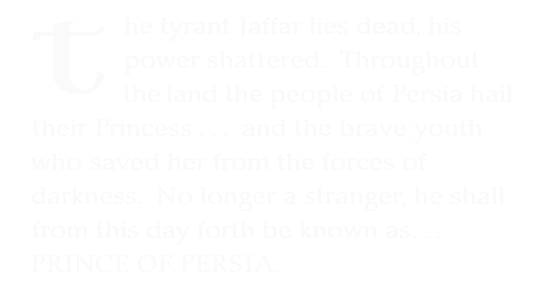 the tyrant Jaffar lies dead, his
power shattered. Throughout
the land the people of Persia hail
their Princess . . . and the brave youth
who saved her from the forces of
darkness. No longer a stranger, he shall
from this day forth be known as. . .
PRINCE OF PERSIA.